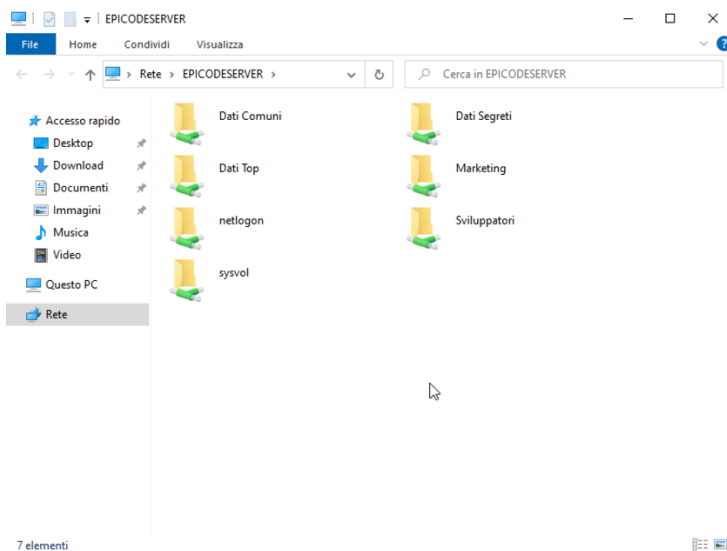 EPICODESERVER
File Home Condividi Visualizza
Rete EPICODESERVER
Cerca in EPICODESERVER
Accesso rapido
Desktop
Download
Documenti
Immagini
Musica
Video
Questo PC
Rete
Dati Comuni
Dati Segreti
Dati Top
Marketing
netlogon
Sviluppatori
sysvol
7 elementi